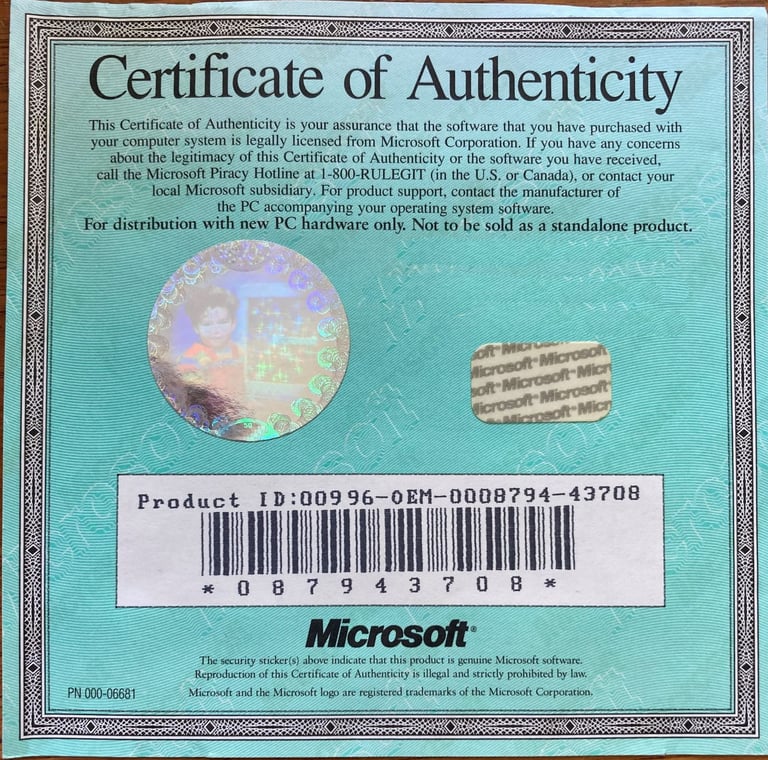 Certificate of Authenticity
This Certificate of Authenticity is your assurance that the software that you have purchased with
your computer system is legally licensed from Microsoft Corporation. If you have any concerns
about the legitimacy of this Certificate of Authenticity or the software you have received,
call the Microsoft Piracy Hotline at 1-800-RULEGIT (in the U.S. or Canada), or contact your
local Microsoft subsidiary. For product support, contact the manufacturer of
the PC accompanying your operating system software.
For distribution with new PC hardware only. Not to be sold as a standalone product.
oft® Microsoft
Microsoft® Microsoft
oft® Microsoft® Micr
Microsoft® Microsoft®
Microsoft® Micr
Product ID:00996-OEM-0008794-43708
*087943708*
Microsoft®
The security sticker(s) above indicate that this product is genuine Microsoft software.
Reproduction of this Certificate of Authenticity is illegal and strictly prohibited by law.
PN 000-06681
Microsoft and the Microsoft logo are registered trademarks of the Microsoft Corporation.